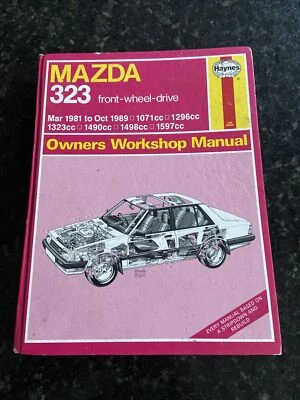 Haynes
MAZDA
323 front-wheel-drive
Mar 1981 to Oct 1989 □ 1071cc □ 1296cc
1323cc □ 1490cc □ 1498cc □ 1597cc
Owners Workshop Manual
EVERY MANUAL BASED ON
A STRIPDOWN AND
REBUILD